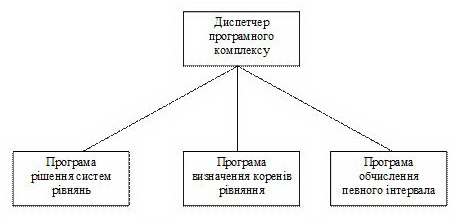 Диспетчер
програмного
комплексу
Програма
рішення систем
рівнянь
Програма
визначення коренів
рівняння
Програма
обчислення
певного інтервала